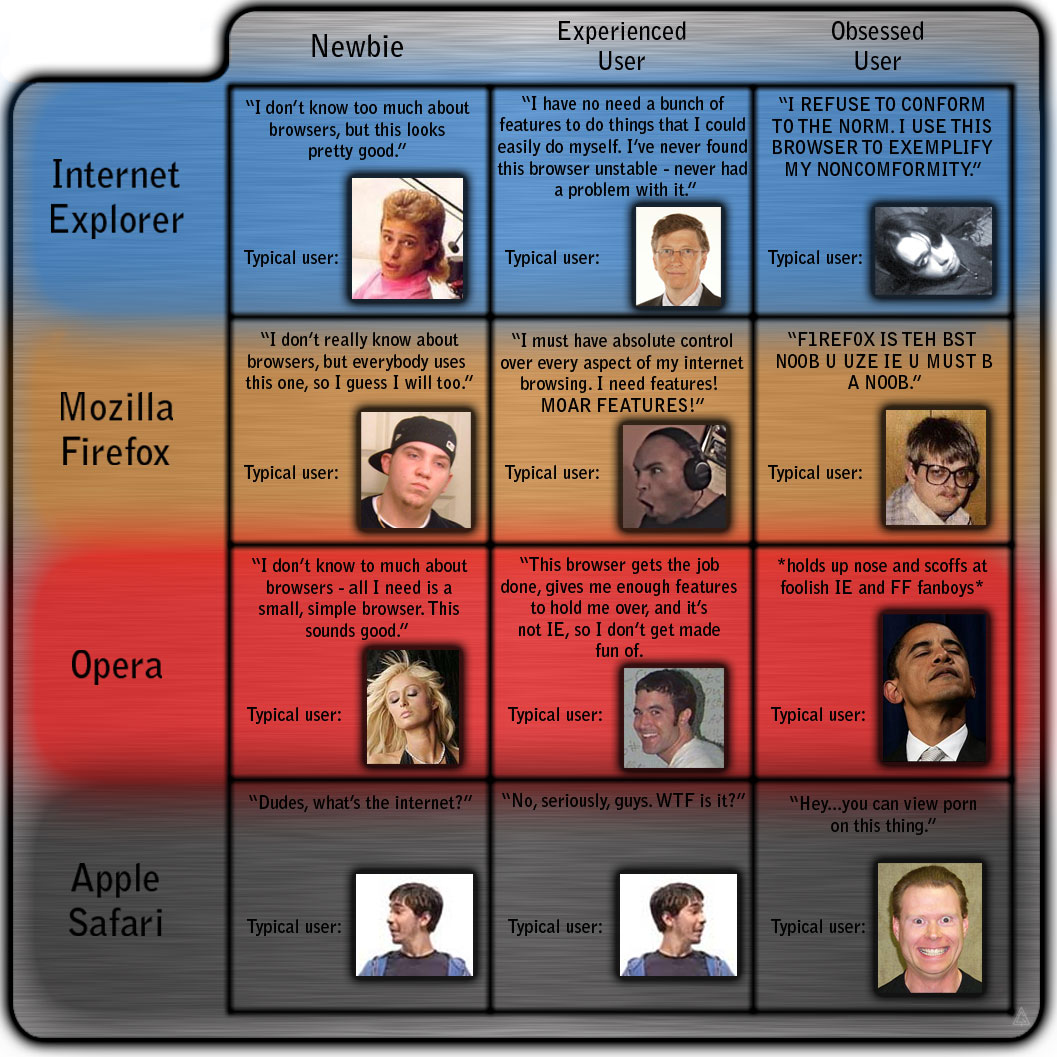 Newbie
Experienced
User
Obsessed
User
Internet
Explorer
“I don’t know too much about
browsers, but this looks
pretty good.”
Typical user:
“I have no need a bunch of
features to do things that I could
easily do myself. I’ve never found
this browser unstable - never had
a problem with it.”
Typical user:
“I REFUSE TO CONFORM
TO THE NORM. I USE THIS
BROWSER TO EXEMPLIFY
MY NONCOMFORMITY.”
Typical user:
Mozilla
Firefox
“I don’t really know about
browsers, but everybody uses
this one, so I guess I will too.”
Typical user:
“I must have absolute control
over every aspect of my internet
browsing. I need features!
MOAR FEATURES!”
Typical user:
“F1REF0X IS TEH BST
N00B U UZE IE U MUST B
A NOOB.”
Typical user:
Opera
“I don’t know to much about
browsers - all I need is a
small, simple browser. This
sounds good.”
Typical user:
“This browser gets the job
done, gives me enough features
to hold me over, and it’s
not IE, so I don’t get made
fun of.
Typical user:
*holds up nose and scoffs at
foolish IE and FF fanboys*
Typical user:
Apple
Safari
“Dudes, what’s the internet?”
Typical user:
“No, seriously, guys. WTF is it?”
Typical user:
“Hey...you can view porn
on this thing.”
Typical user: